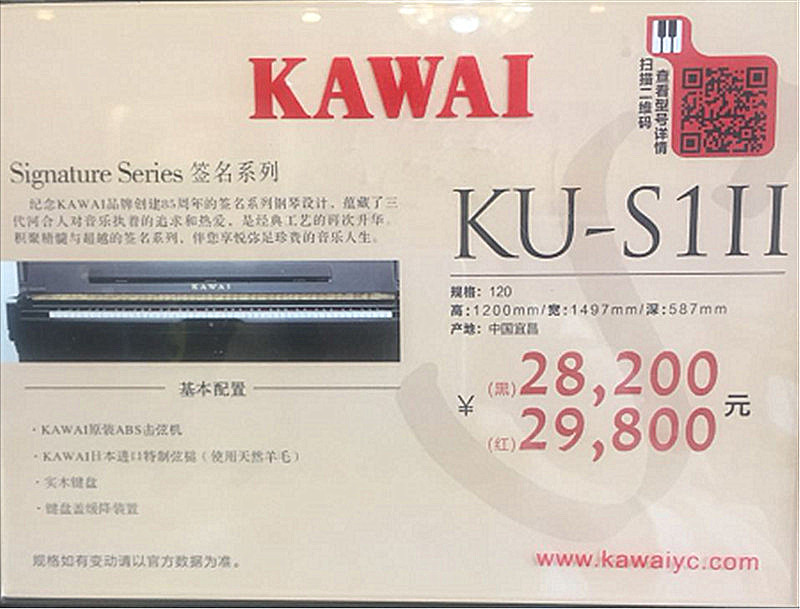 KAWAI
扫描二维码
查看型号详情
Signature Series 签名系列
纪念KAWAI品牌创建85周年的签名系列钢琴设计，蕴藏了三
代河合人对音乐执着的追求和热爱，是经典工艺的再次升华。
积聚精髓与超越的签名系列，伴您享悦弥足珍贵的音乐人生。
KU-S1II
规格：120
高:1200mm/宽:1497mm/深:587mm
产地：中国宜昌
KAWAI
基本配置
¥ (黑)28,200元
(红)29,800
·KAWAI原装ABS击弦机
·KAWAI日本进口特制弦槌（使用天然羊毛）
·实木键盘
·键盘盖缓降装置
规格如有变动请以官方数据为准。
www.kawaiyc.com